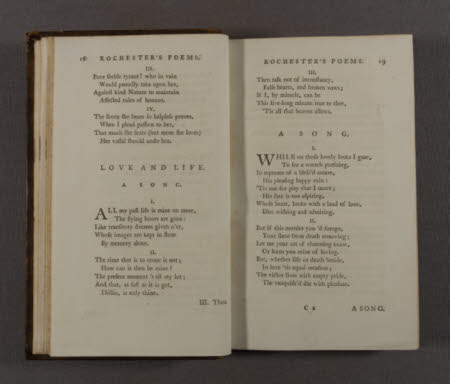 18 ROCHESTER'S POEMS.
III.
Poor feeble tyrant! who in vain
Would proudly take upon her,
Against kind Nature to maintain
Affected rules of honour.
IV.
The scorn she bears so helpless proves,
When I plead passion to her,
That much she fears (but more she loves)
Her vassal should undo her.
LOVE AND LIFE.
A SONG.
I.
ALL my past life is mine no more,
The flying hours are gone:
Like transitory dreams giv'n o'er,
Whose images are kept in store
By memory alone.
II.
The time that is to come is not;
How can it then be mine?
The present moment's all my lot;
And that, as fast as it is got,
Phillis, is only thine.
III. Then
ROCHESTER'S POEMS. 19
III.
Then talk not of inconstancy,
False hearts, and broken vows;
If I, by miracle, can be
This live-long minute true to thee,
'Tis all that heaven allows.
A SONG.
I.
WHILE on those lovely looks I gaze,
To see a wretch pursuing,
In raptures of a bless'd amaze,
His pleasing happy ruin:
'Tis not for pity that I move;
His fate is too aspiring,
Whose heart, broke with a load of love,
Dies wishing and admiring.
II.
But if this murder you'd forego,
Your slave from death removing;
Let me your art of charming know,
Or learn you mine of loving.
But, whether life or death betide,
In love 'tis equal measure;
The victor lives with empty pride,
The vanquish'd die with pleasure.
C 2 A SONG.